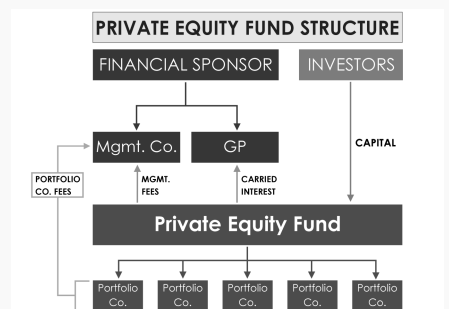 PRIVATE EQUITY FUND STRUCTURE
FINANCIAL SPONSOR
INVESTORS
Mgmt. Co.
GP
CAPITAL
PORTFOLIO
CO. FEES
MGMT.
FEES
CARRIED
INTEREST
Private Equity Fund
Portfolio
Co.
Portfolio
Co.
Portfolio
Co.
Portfolio
Co.
Portfolio
Co.